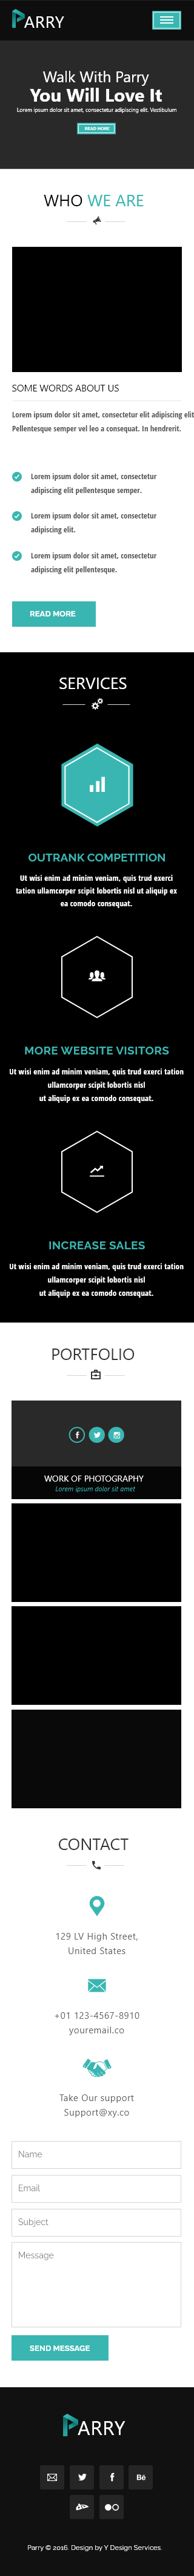 PARRY
Walk With Parry
You Will Love It
Lorem ipsum dolor sit amet, consectetur adipiscing elit. Vestibulum
READ MORE
WHO WE ARE
SOME WORDS ABOUT US
Lorem ipsum dolor sit amet, consectetur elit adipiscing elit
Pellentesque semper vel leo a consequat. In hendrerit.
Lorem ipsum dolor sit amet, consectetur
adipiscing elit pellentesque semper.
Lorem ipsum dolor sit amet, consectetur
adipiscing elit.
Lorem ipsum dolor sit amet, consectetur
adipiscing elit pellentesque.
READ MORE
SERVICES
OUTRANK COMPETITION
Ut wisi enim ad minim veniam, quis trud exerci
tation ullamcorper scipit lobortis nisl ut aliquip ex
ea comodo consequat.
MORE WEBSITE VISITORS
Ut wisi enim ad minim veniam, quis trud exerci tation
ullamcorper scipit lobortis nisl
ut aliquip ex ea comodo consequat.
INCREASE SALES
Ut wisi enim ad minim veniam, quis trud exerci tation
ullamcorper scipit lobortis nisl
ut aliquip ex ea comodo consequat.
PORTFOLIO
WORK OF PHOTOGRAPHY
Lorem ipsum dolor sit amet
CONTACT
129 LV High Street,
United States
+01 123-4567-8910
youremail.co
Take Our support
Support@xy.co
Name
Email
Subject
Message
SEND MESSAGE
PARRY
Bē
Parry © 2016. Design by Y Design Services.